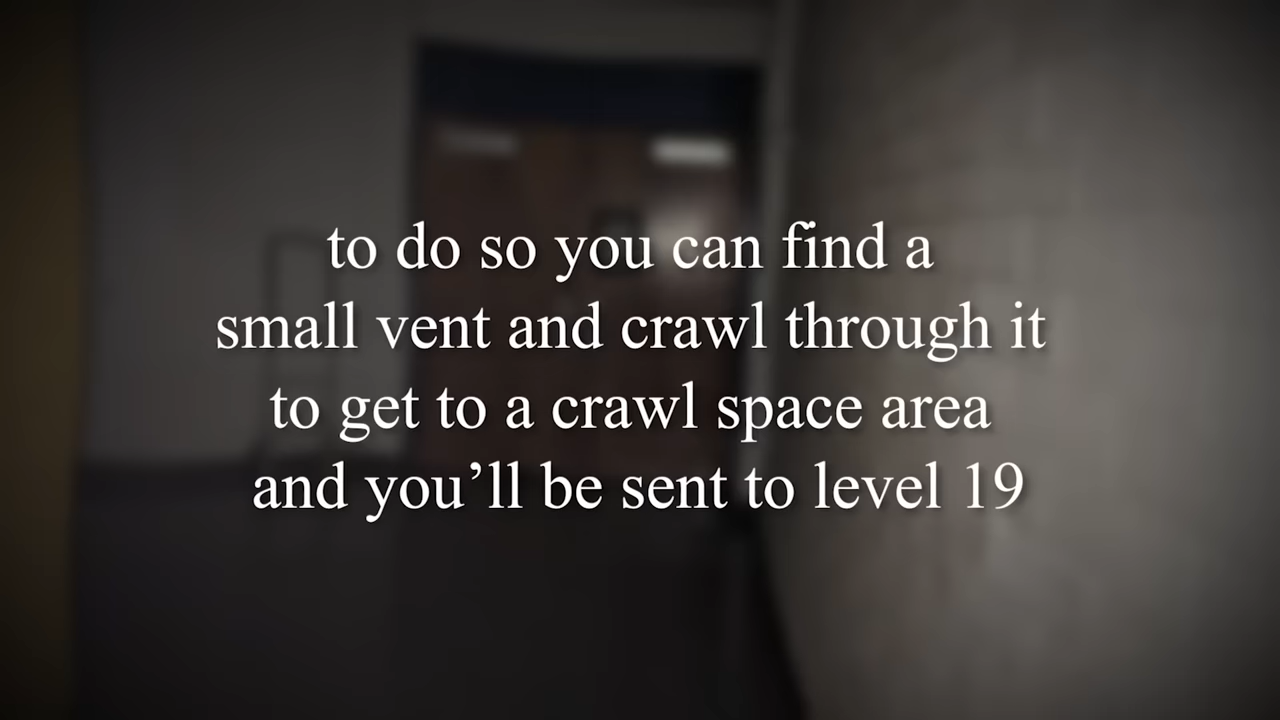 to do so you can find a
small vent and crawl through it
to get to a crawl space area
and you’ll be sent to level 19